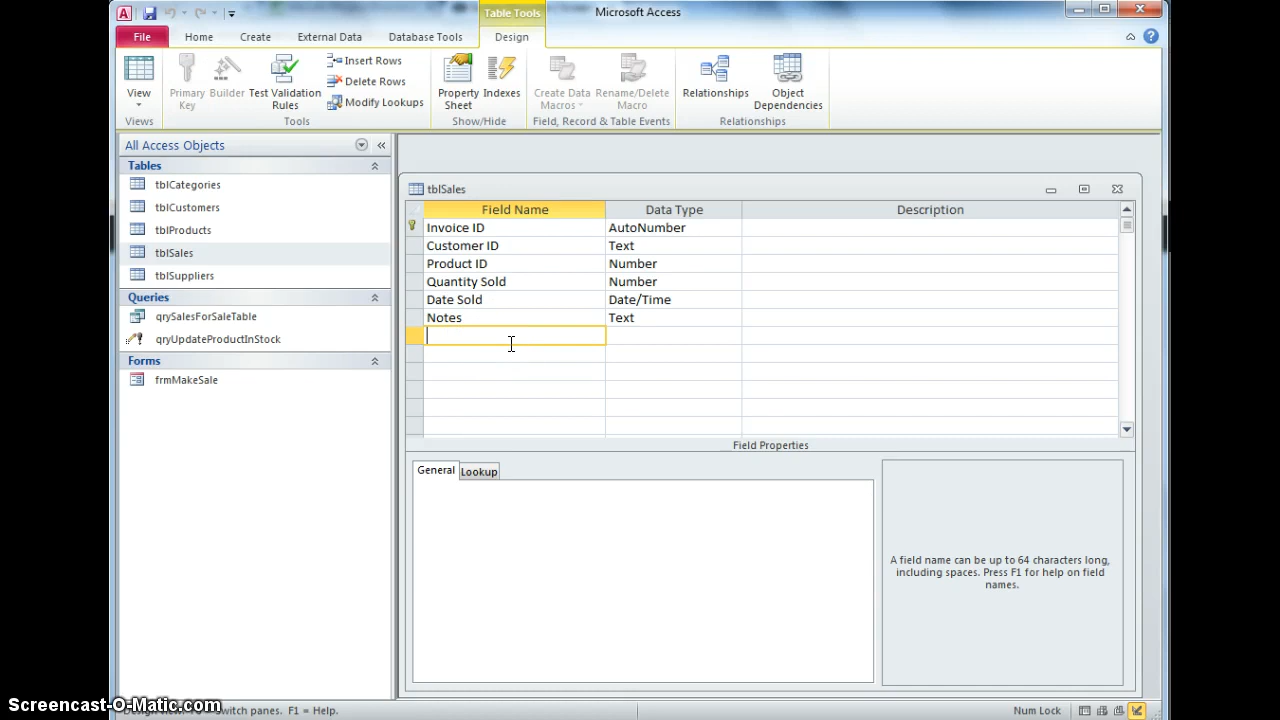 Table Tools
Microsoft Access
File
Home
Create
External Data
Database Tools
Design
View
Primary Key
Builder
Test Validation Rules
Insert Rows
Delete Rows
Modify Lookups
Property Sheet
Indexes
Create Data Macros
Rename/Delete Macro
Relationships
Object Dependencies
Views
Tools
Show/Hide
Field, Record & Table Events
Relationships
All Access Objects
Tables
tblCategories
tblCustomers
tblProducts
tblSales
tblSuppliers
Queries
qrySalesForSaleTable
qryUpdateProductInStock
Forms
frmMakeSale
tblSales
Field Name Data Type Description
Invoice ID AutoNumber
Customer ID Text
Product ID Number
Quantity Sold Number
Date Sold Date/Time
Notes Text
Field Properties
General Lookup
A field name can be up to 64 characters long,
including spaces. Press F1 for help on field
names.
Screencast-O-Matic.com
Switch panes. F1 = Help.
Num Lock